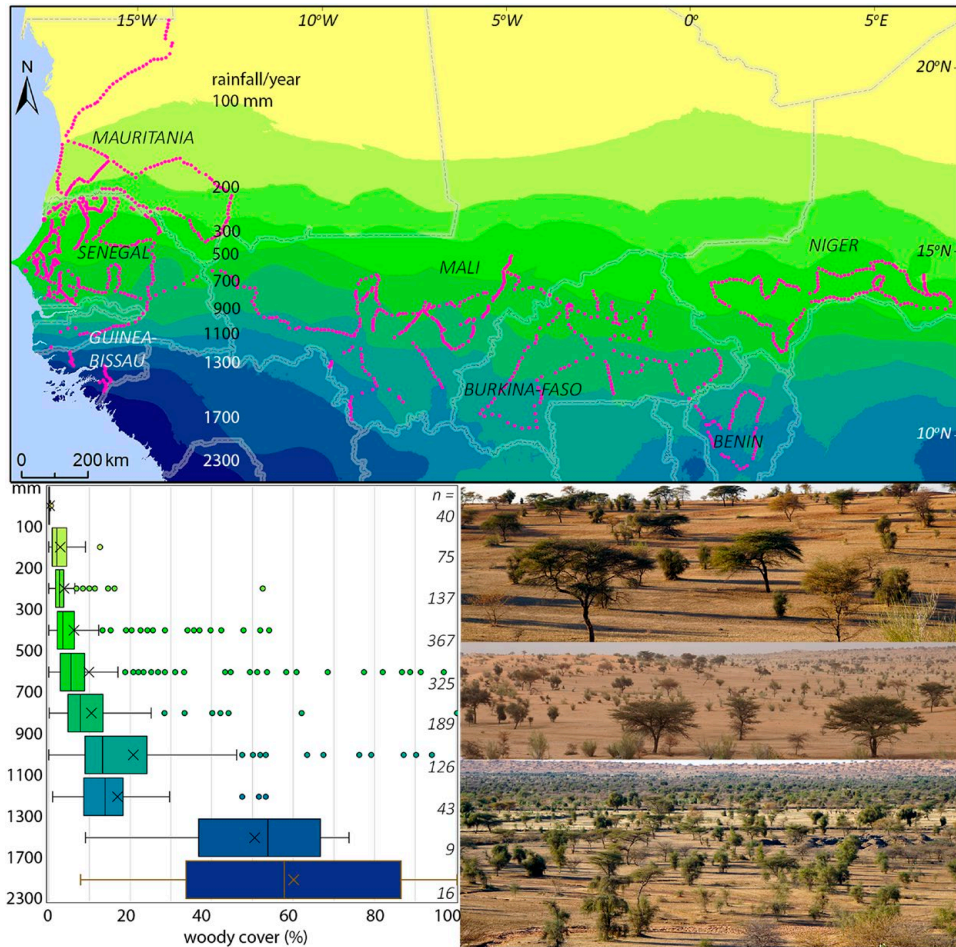 15°W 10°W 5°W 0° 5°E
N
20°N
rainfall/year
100 mm
MAURITANIA
200
300
SENEGAL
500
MALI
NIGER
15°N
700
900
1100
GUINEA-
BISSAU
1300
BURKINA-FASO
1700
BENIN
10°N
2300
0 200 km
mm
n =
40
100
75
200
137
300
367
500
325
700
189
900
126
1100
43
1300
9
1700
16
2300
0 20 40 60 80 100
woody cover (%)